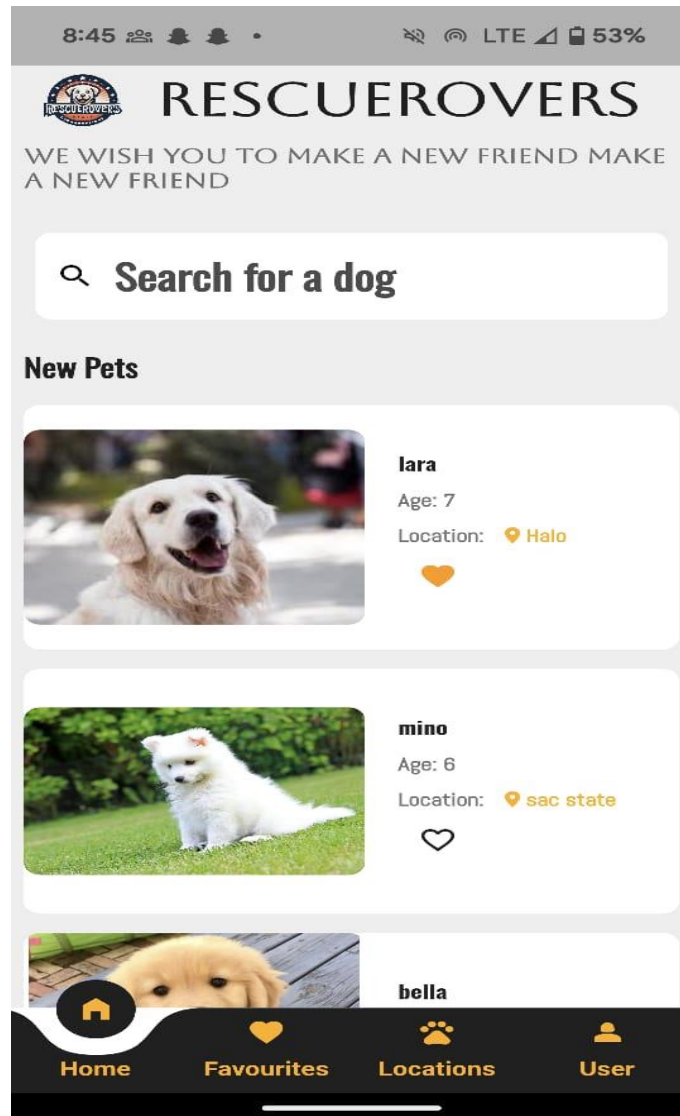 8:45 LTE 53%
RESCUEROVERS
RESCUEROVERS
WE WISH YOU TO MAKE A NEW FRIEND MAKE
A NEW FRIEND
Search for a dog
New Pets
lara
Age: 7
Location: Halo
mino
Age: 6
Location: sac state
bella
Home Favourites Locations User